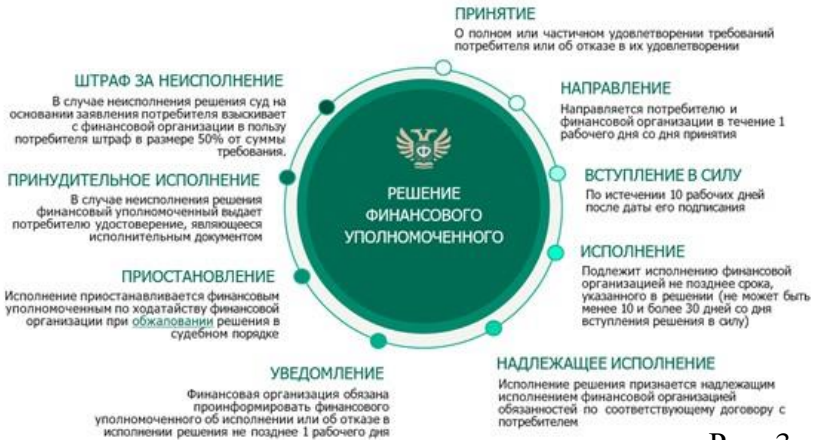 ПРИНЯТИЕ
О полном или частичном удовлетворении требований
потребителя или об отказе в их удовлетворении
НАПРАВЛЕНИЕ
Направляется потребителю и
финансовой организации в течение 1
рабочего дня со дня принятия
ВСТУПЛЕНИЕ В СИЛУ
По истечении 10 рабочих дней
после даты его подписания
ИСПОЛНЕНИЕ
Подлежит исполнению финансовой
организацией не позднее срока,
указанного в решении (не может быть
менее 10 и более 30 дней со дня
вступления решения в силу)
НАДЛЕЖАЩЕЕ ИСПОЛНЕНИЕ
Исполнение решения признается надлежащим
исполнением финансовой организацией
обязанностей по соответствующему договору с
потребителем
УВЕДОМЛЕНИЕ
Финансовая организация обязана
проинформировать финансового
уполномоченного об исполнении или об отказе в
исполнении решения не позднее 1 рабочего дня
ПРИОСТАНОВЛЕНИЕ
Исполнение приостанавливается финансовым
уполномоченным по ходатайству финансовой
организации при обжаловании решения в
судебном порядке
ПРИНУДИТЕЛЬНОЕ ИСПОЛНЕНИЕ
В случае неисполнения решения
финансовый уполномоченный выдает
потребителю удостоверение, являющееся
исполнительным документом
ШТРАФ ЗА НЕИСПОЛНЕНИЕ
В случае неисполнения решения суд на
основании заявления потребителя взыскивает
с финансовой организации в пользу
потребителя штраф в размере 50% от суммы
требования.
Ф
РЕШЕНИЕ
ФИНАНСОВОГО
УПОЛНОМОЧЕННОГО